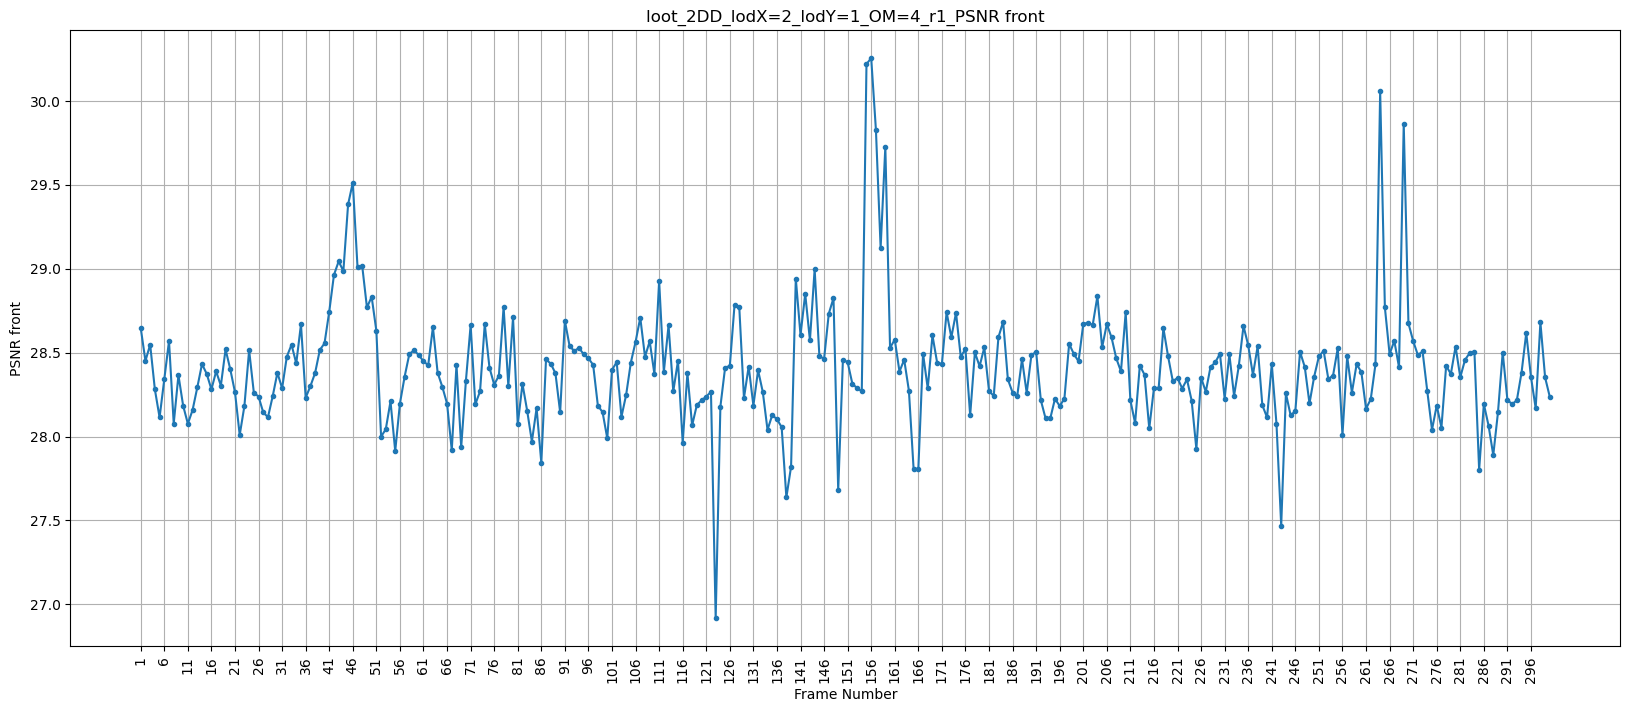 loot_2DD_lodX=2_lodY=1_OM=4_r1_PSNR front
PSNR front
30.0
29.5
29.0
28.5
28.0
27.5
27.0
1 6 11 16 21 26 31 36 41 46 51 56 61 66 71 76 81 86 91 96 101 106 111 116 121 126 131 136 141 146 151 156 161 166 171 176 181 186 191 196 201 206 211 216 221 226 231 236 241 246 251 256 261 266 271 276 281 286 291 296
Frame Number